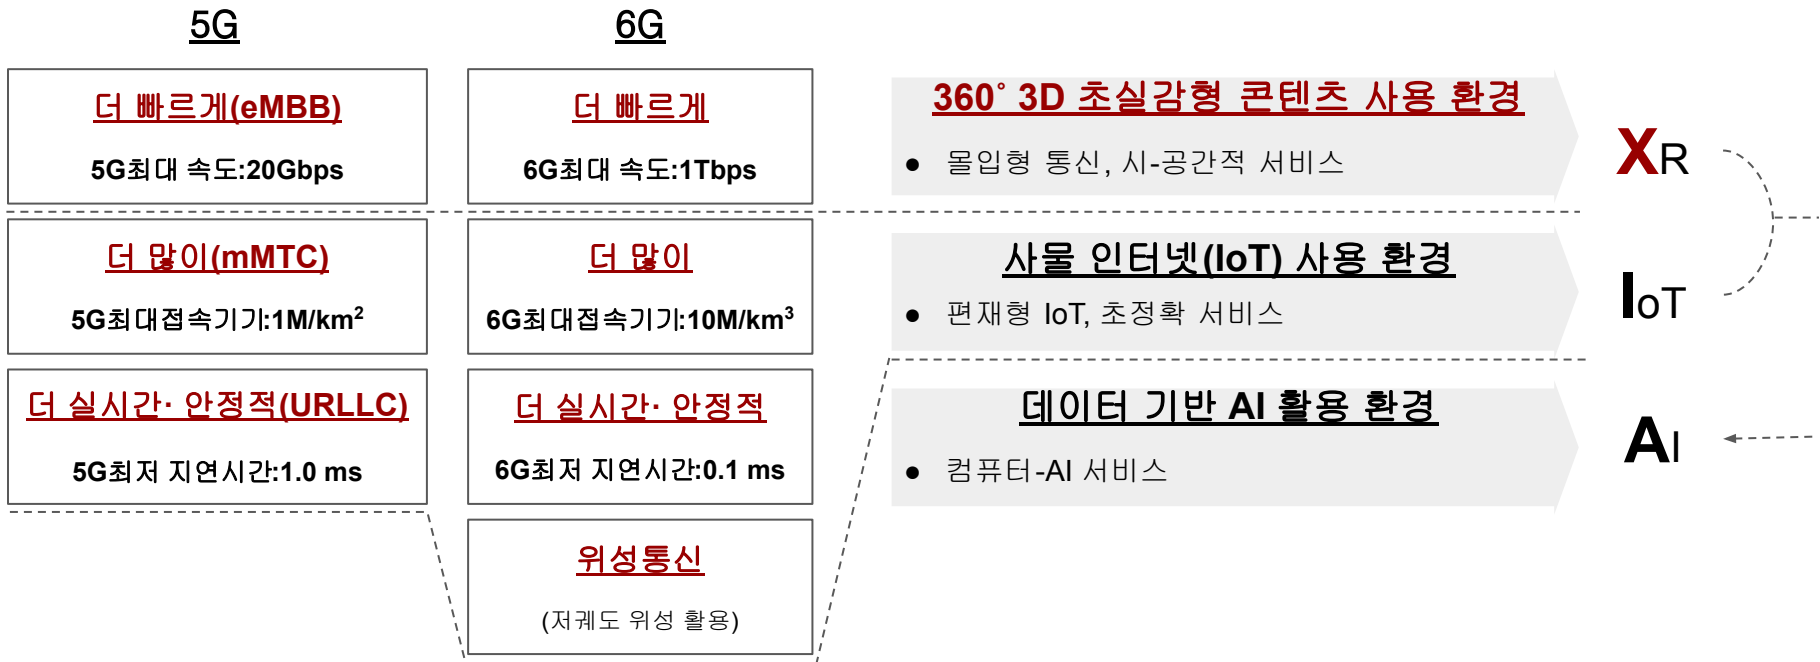 5G
6G
더 빠르게(eMBB)
5G최대 속도:20Gbps
더 빠르게
6G최대 속도:1Tbps
360° 3D 초실감형 콘텐츠 사용 환경
● 몰입형 통신, 시-공간적 서비스
XR
더 많이(mMTC)
5G최대접속기기:1M/km²
더 많이
6G최대접속기기:10M/km³
사물 인터넷(IoT) 사용 환경
● 편재형 IoT, 초정확 서비스
IoT
더 실시간· 안정적(URLLC)
5G최저 지연시간:1.0 ms
더 실시간· 안정적
6G최저 지연시간:0.1 ms
데이터 기반 AI 활용 환경
● 컴퓨터-AI 서비스
AI
위성통신
(저궤도 위성 활용)